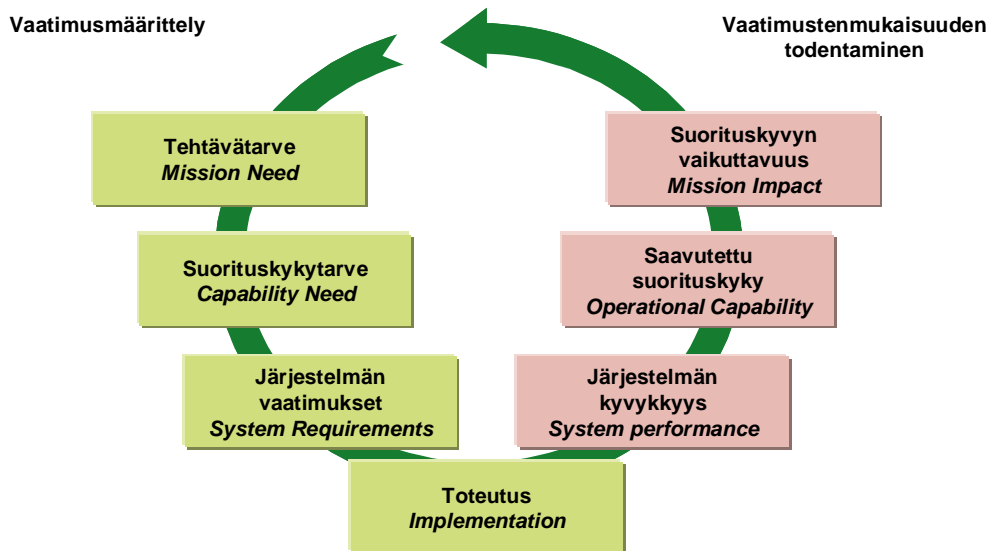 Vaatimusmäärittely
Vaatimustenmukaisuuden
todentaminen
Tehtävätarve
Mission Need
Suorituskyvyn
vaikuttavuus
Mission Impact
Suorituskykytarve
Capability Need
Saavutettu
suorituskyky
Operational Capability
Järjestelmän
vaatimukset
System Requirements
Järjestelmän
kyvykkyys
System performance
Toteutus
Implementation